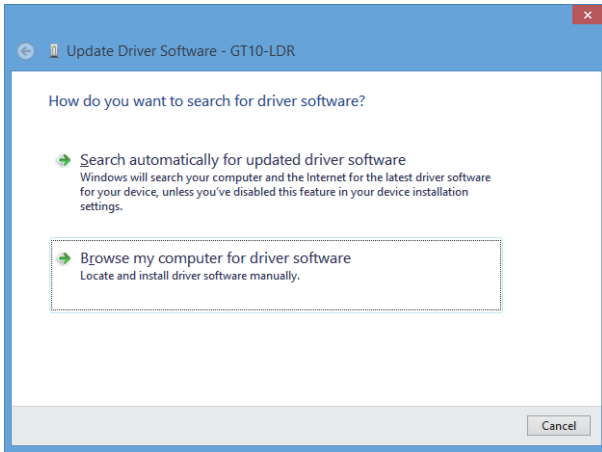 Update Driver Software - GT10-LDR
How do you want to search for driver software?
Search automatically for updated driver software
Windows will search your computer and the Internet for the latest driver software
for your device, unless you've disabled this feature in your device installation
settings.
Browse my computer for driver software
Locate and install driver software manually.
Cancel